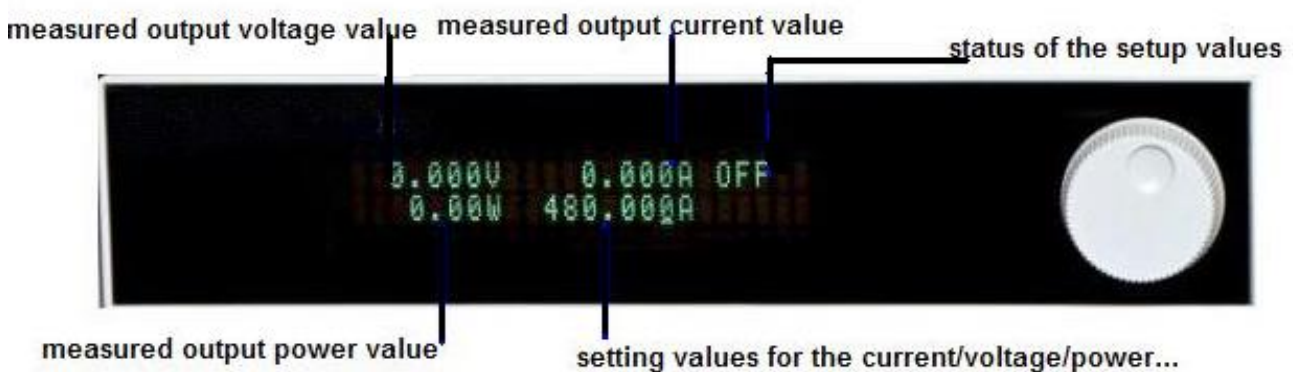 measured output voltage value
measured output current value
status of the setup values
0.000V 0.000A OFF
0.00W 480.000A
measured output power value
setting values for the current/voltage/power...